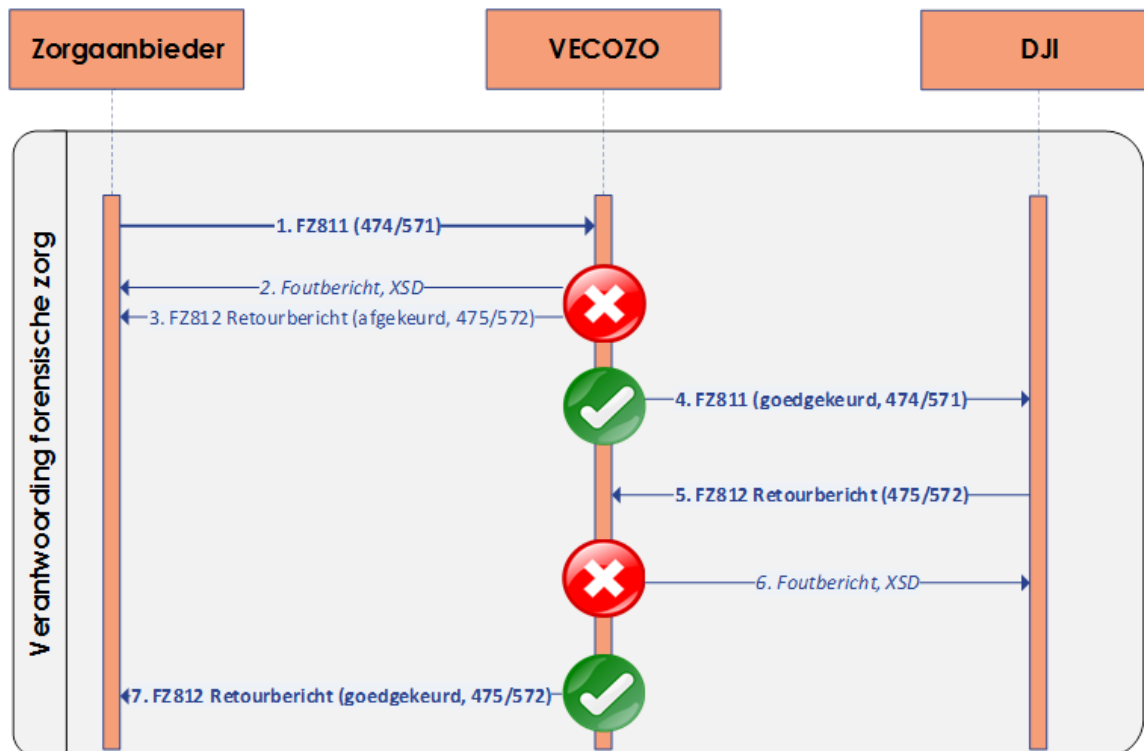 Zorgaanbieder
VECOZO
DJI
Verantwoording forensische zorg
1. FZ811 (474/571)
2. Foutbericht, XSD
3. FZ812 Retourbericht (afgekeurd, 475/572)
4. FZ811 (goedgekeurd, 474/571)
5. FZ812 Retourbericht (475/572)
6. Foutbericht, XSD
7. FZ812 Retourbericht (goedgekeurd, 475/572)